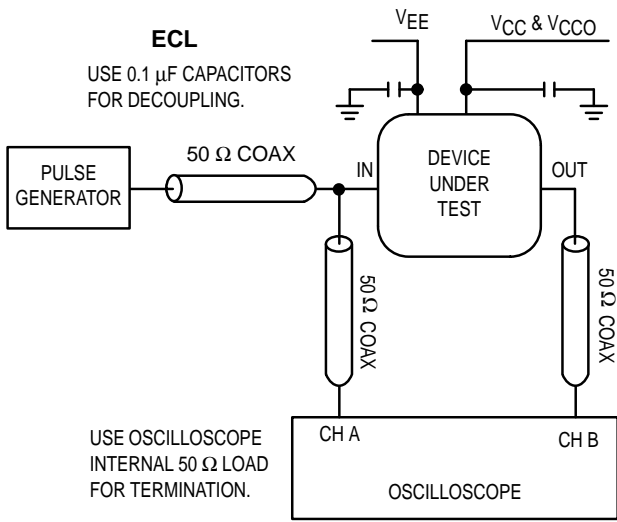 VEE
VCC & VCCO
ECL
USE 0.1 μF CAPACITORS
FOR DECOUPLING.
50 Ω COAX
PULSE
GENERATOR
IN
DEVICE
UNDER
TEST
OUT
50 Ω COAX
50 Ω COAX
USE OSCILLOSCOPE
INTERNAL 50 Ω LOAD
FOR TERMINATION.
CH A
CH B
OSCILLOSCOPE